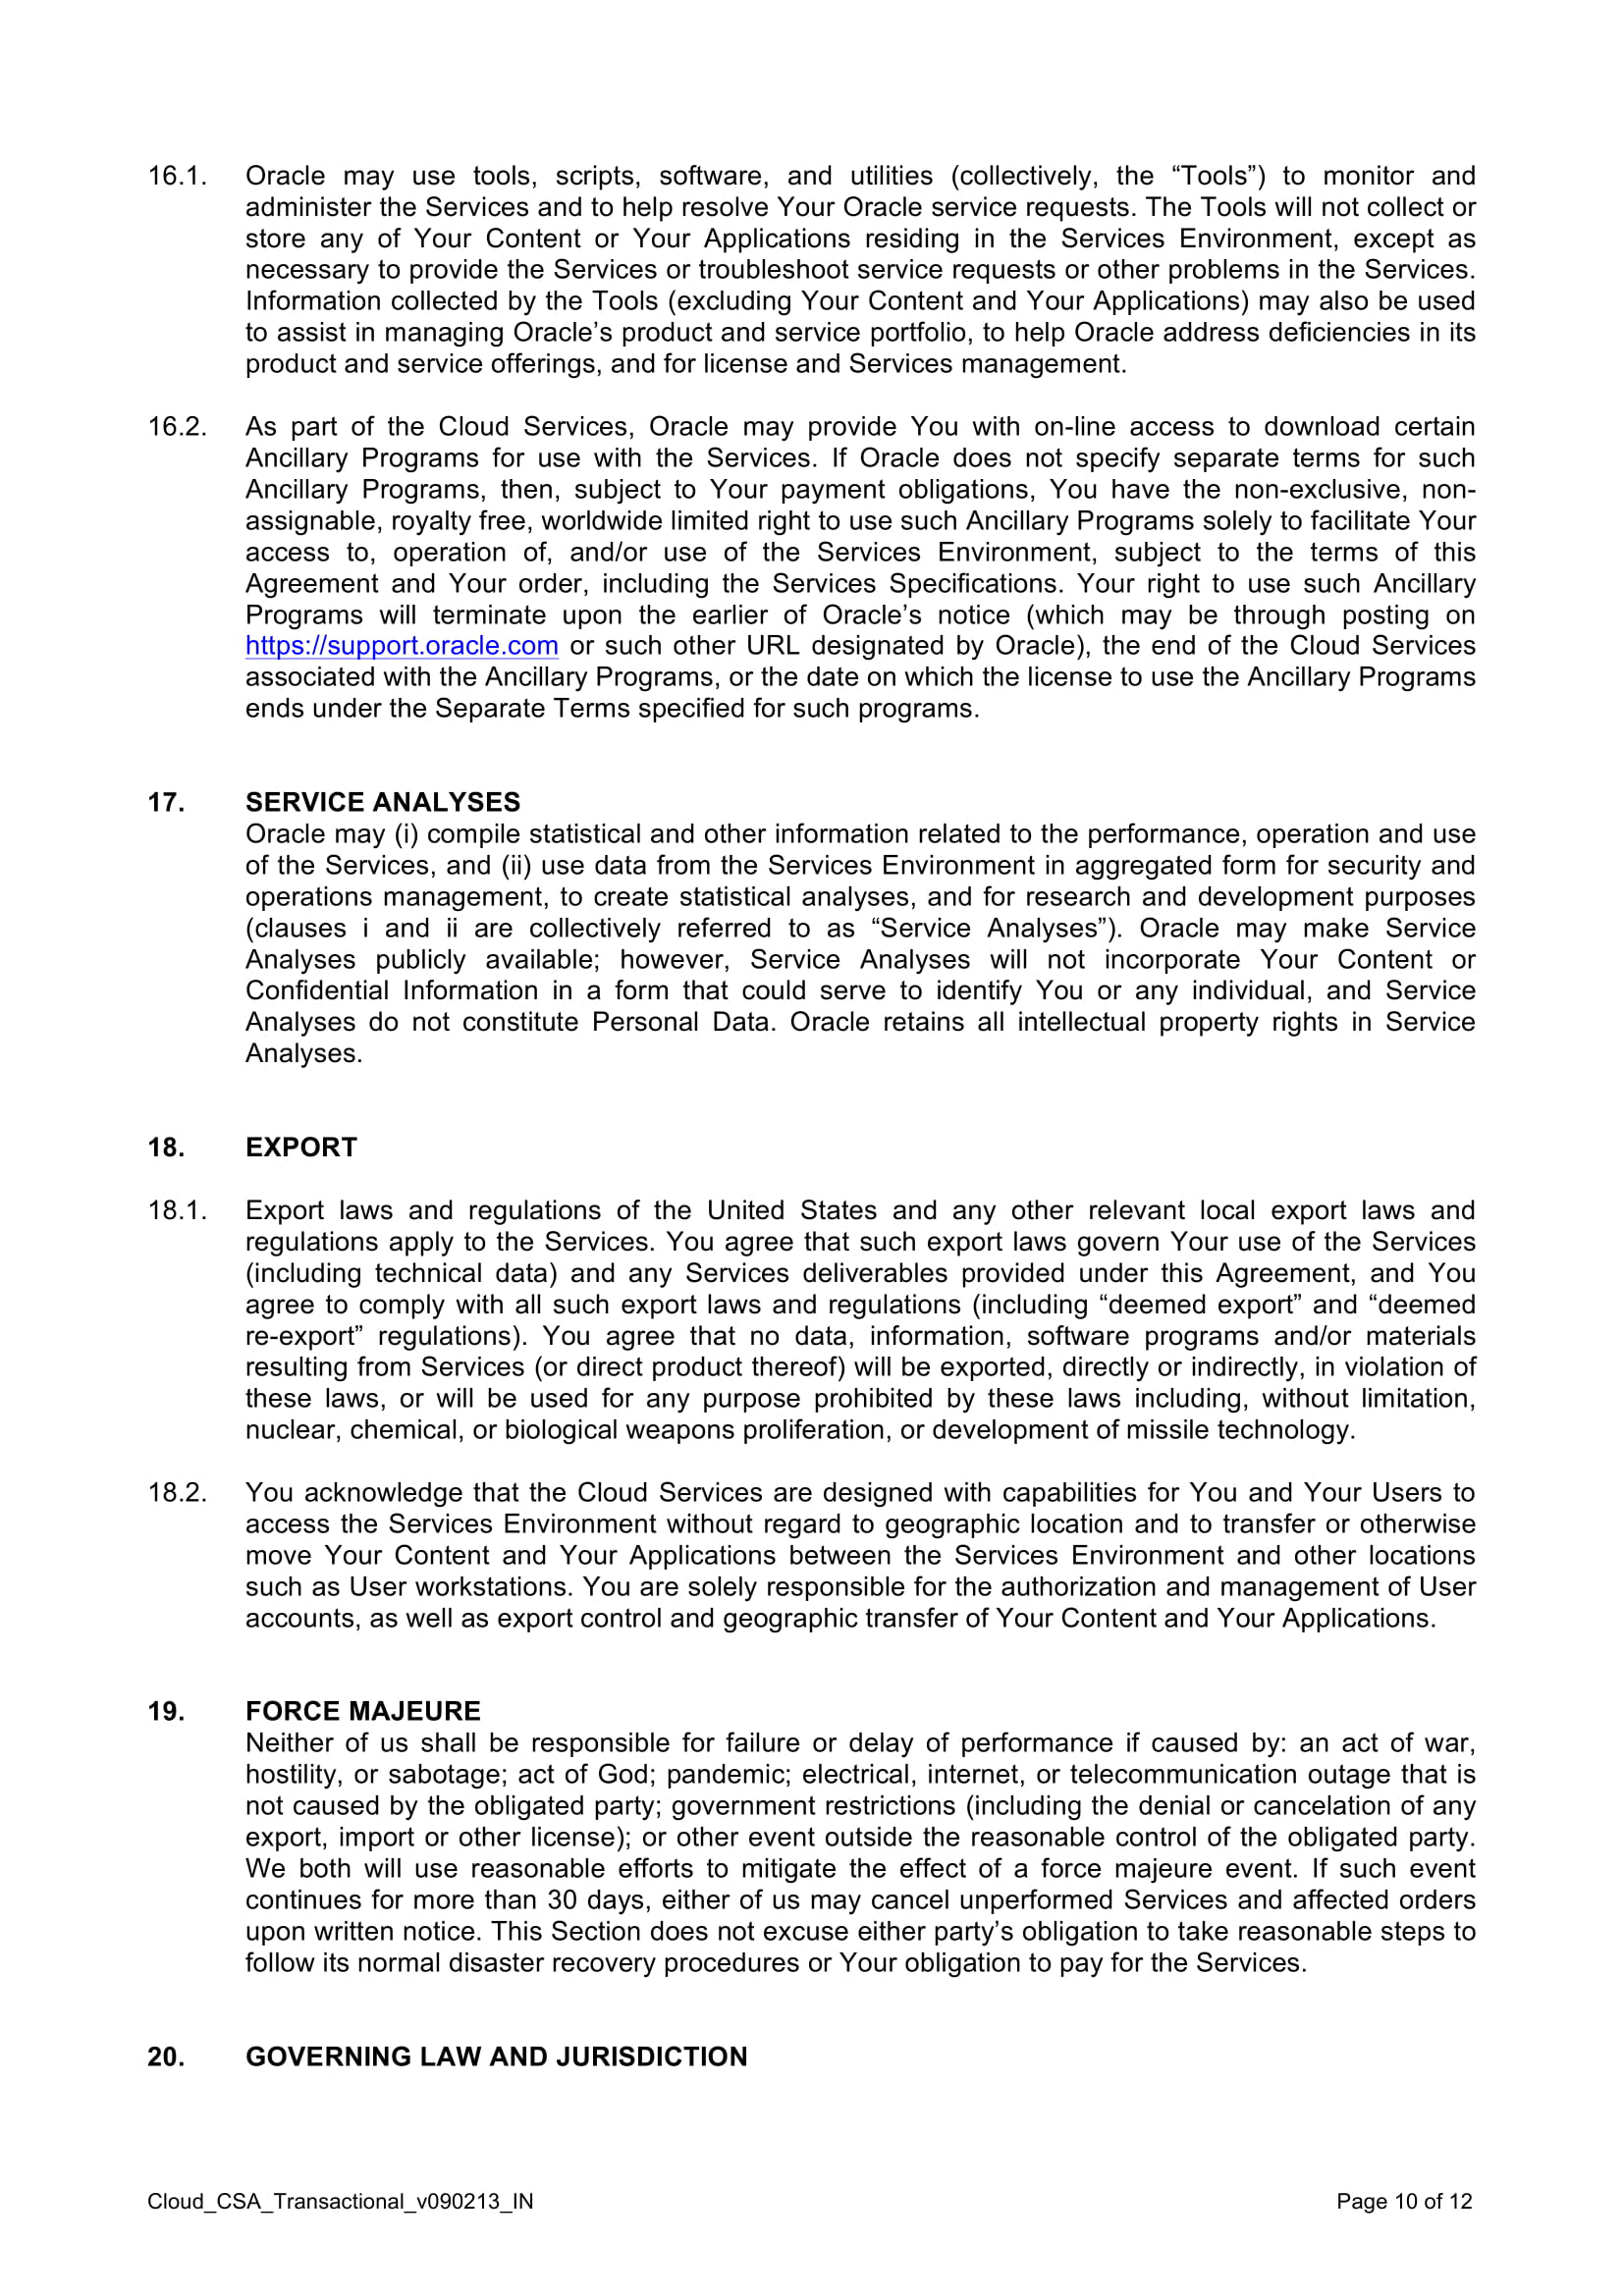 16.1. Oracle may use tools, scripts, software, and utilities (collectively, the “Tools”) to monitor and
administer the Services and to help resolve Your Oracle service requests. The Tools will not collect or
store any of Your Content or Your Applications residing in the Services Environment, except as
necessary to provide the Services or troubleshoot service requests or other problems in the Services.
Information collected by the Tools (excluding Your Content and Your Applications) may also be used
to assist in managing Oracle’s product and service portfolio, to help Oracle address deficiencies in its
product and service offerings, and for license and Services management.
16.2. As part of the Cloud Services, Oracle may provide You with on-line access to download certain
Ancillary Programs for use with the Services. If Oracle does not specify separate terms for such
Ancillary Programs, then, subject to Your payment obligations, You have the non-exclusive, non-
assignable, royalty free, worldwide limited right to use such Ancillary Programs solely to facilitate Your
access to, operation of, and/or use of the Services Environment, subject to the terms of this
Agreement and Your order, including the Services Specifications. Your right to use such Ancillary
Programs will terminate upon the earlier of Oracle’s notice (which may be through posting on
https://support.oracle.com or such other URL designated by Oracle), the end of the Cloud Services
associated with the Ancillary Programs, or the date on which the license to use the Ancillary Programs
ends under the Separate Terms specified for such programs.
17. SERVICE ANALYSES
Oracle may (i) compile statistical and other information related to the performance, operation and use
of the Services, and (ii) use data from the Services Environment in aggregated form for security and
operations management, to create statistical analyses, and for research and development purposes
(clauses i and ii are collectively referred to as “Service Analyses”). Oracle may make Service
Analyses publicly available; however, Service Analyses will not incorporate Your Content or
Confidential Information in a form that could serve to identify You or any individual, and Service
Analyses do not constitute Personal Data. Oracle retains all intellectual property rights in Service
Analyses.
18. EXPORT
18.1. Export laws and regulations of the United States and any other relevant local export laws and
regulations apply to the Services. You agree that such export laws govern Your use of the Services
(including technical data) and any Services deliverables provided under this Agreement, and You
agree to comply with all such export laws and regulations (including “deemed export” and “deemed
re-export” regulations). You agree that no data, information, software programs and/or materials
resulting from Services (or direct product thereof) will be exported, directly or indirectly, in violation of
these laws, or will be used for any purpose prohibited by these laws including, without limitation,
nuclear, chemical, or biological weapons proliferation, or development of missile technology.
18.2. You acknowledge that the Cloud Services are designed with capabilities for You and Your Users to
access the Services Environment without regard to geographic location and to transfer or otherwise
move Your Content and Your Applications between the Services Environment and other locations
such as User workstations. You are solely responsible for the authorization and management of User
accounts, as well as export control and geographic transfer of Your Content and Your Applications.
19. FORCE MAJEURE
Neither of us shall be responsible for failure or delay of performance if caused by: an act of war,
hostility, or sabotage; act of God; pandemic; electrical, internet, or telecommunication outage that is
not caused by the obligated party; government restrictions (including the denial or cancelation of any
export, import or other license); or other event outside the reasonable control of the obligated party.
We both will use reasonable efforts to mitigate the effect of a force majeure event. If such event
continues for more than 30 days, either of us may cancel unperformed Services and affected orders
upon written notice. This Section does not excuse either party’s obligation to take reasonable steps to
follow its normal disaster recovery procedures or Your obligation to pay for the Services.
20. GOVERNING LAW AND JURISDICTION
Cloud_CSA_Transactional_v090213_IN Page 10 of 12